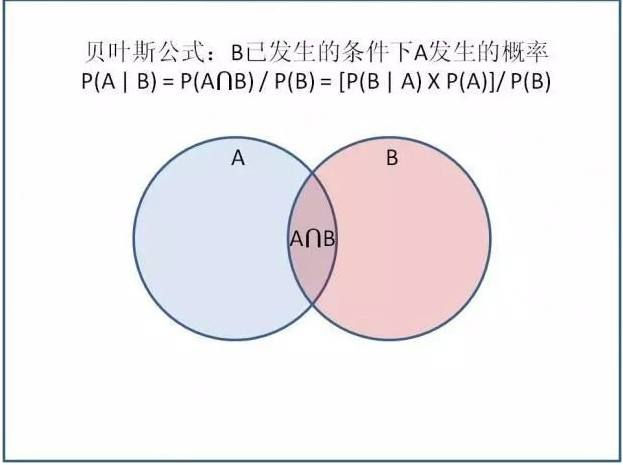 贝叶斯公式：B已发生的条件下A发生的概率
P(A | B) = P(A⋂B) / P(B) = [P(B | A) X P(A)]/ P(B)
A
B
A⋂B